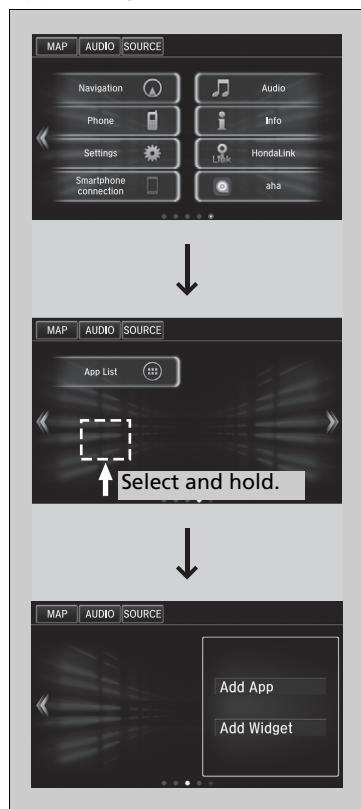 MAP AUDIO SOURCE
Navigation Audio
Phone Info
Settings HondaLink
Smartphone
connection
Link
aha
MAP AUDIO SOURCE
App List
Select and hold.
MAP AUDIO SOURCE
Add App
Add Widget